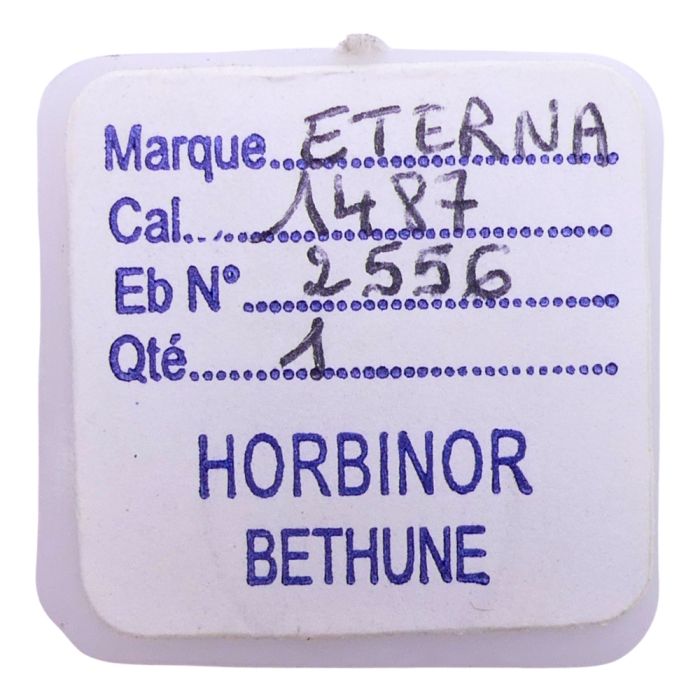 Marque ETERNA
Cal. 1487
Eb N° 2556
Qté 1
HORBINOR
BETHUNE